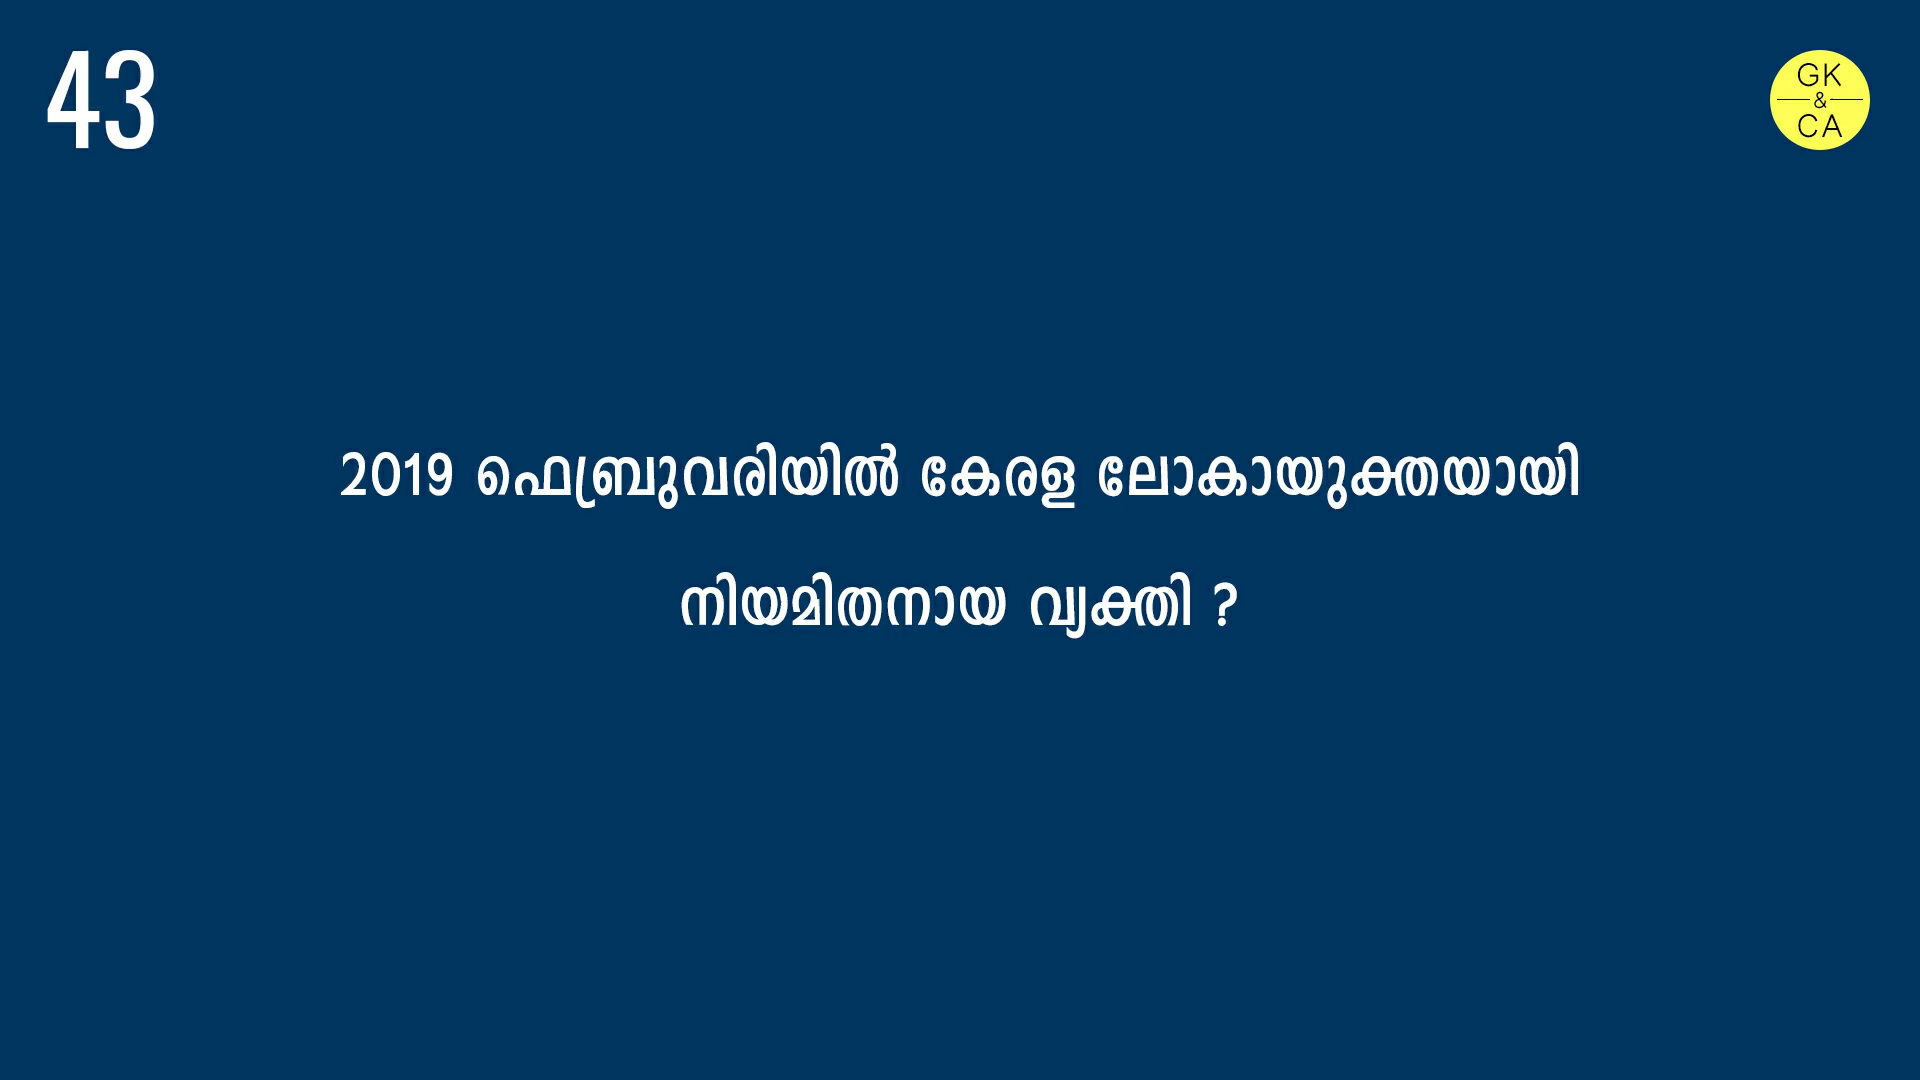 43
GK
&
CA
2019 ഫെബ്രുവരിയിൽ കേരള ലോകായുക്തയായി
നിയമിതനായ വ്യക്തി ?